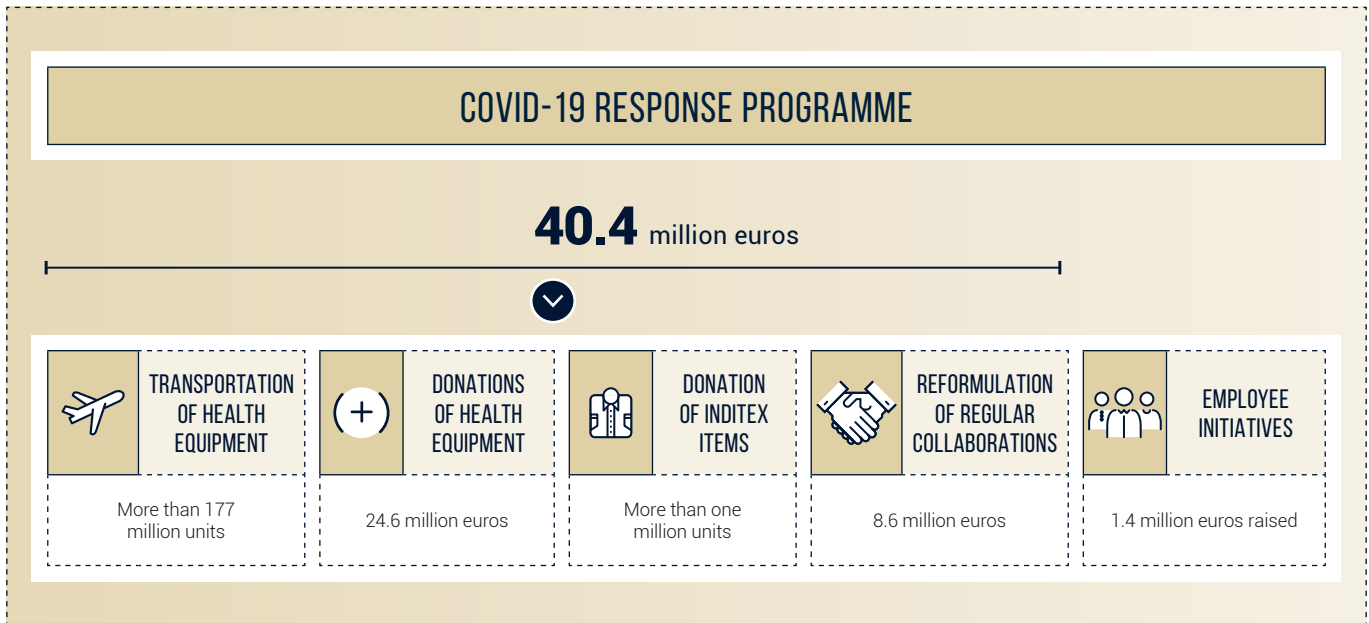 COVID-19 RESPONSE PROGRAMME
40.4 million euros
TRANSPORTATION
OF HEALTH
EQUIPMENT
More than 177
million units
DONATIONS
OF HEALTH
EQUIPMENT
24.6 million euros
DONATION
OF INDITEX
ITEMS
More than one
million units
REFORMULATION
OF REGULAR
COLLABORATIONS
8.6 million euros
EMPLOYEE
INITIATIVES
1.4 million euros raised